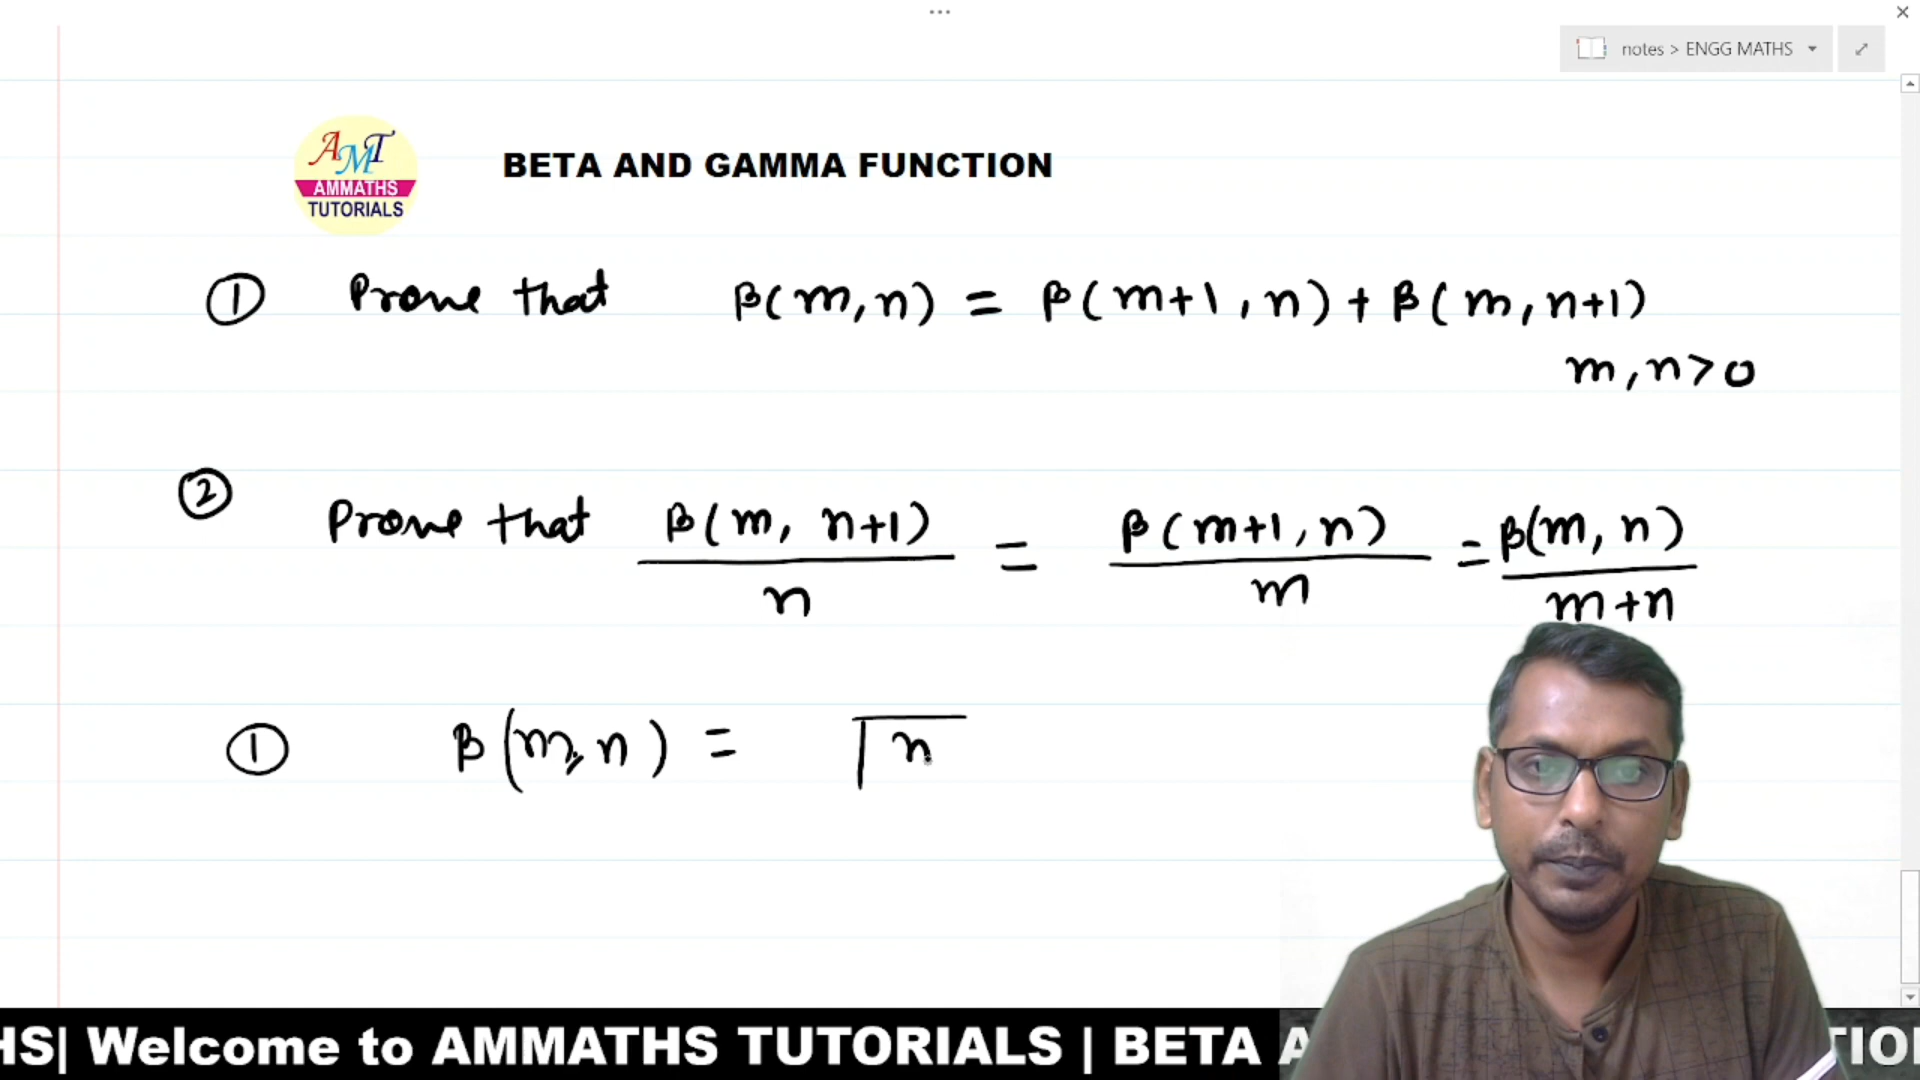 notes > ENGG MATHS
AMT
AMMATHS
TUTORIALS
BETA AND GAMMA FUNCTION
① Prove that β(m,n) = β(m+1,n) + β(m,n+1)
m,n>0
② Prove that β(m, n+1)/n = β(m+1,n)/m = β(m,n)/m+n
① β(m,n) = Γn
HS| Welcome to AMMATHS TUTORIALS | BETA A TIO